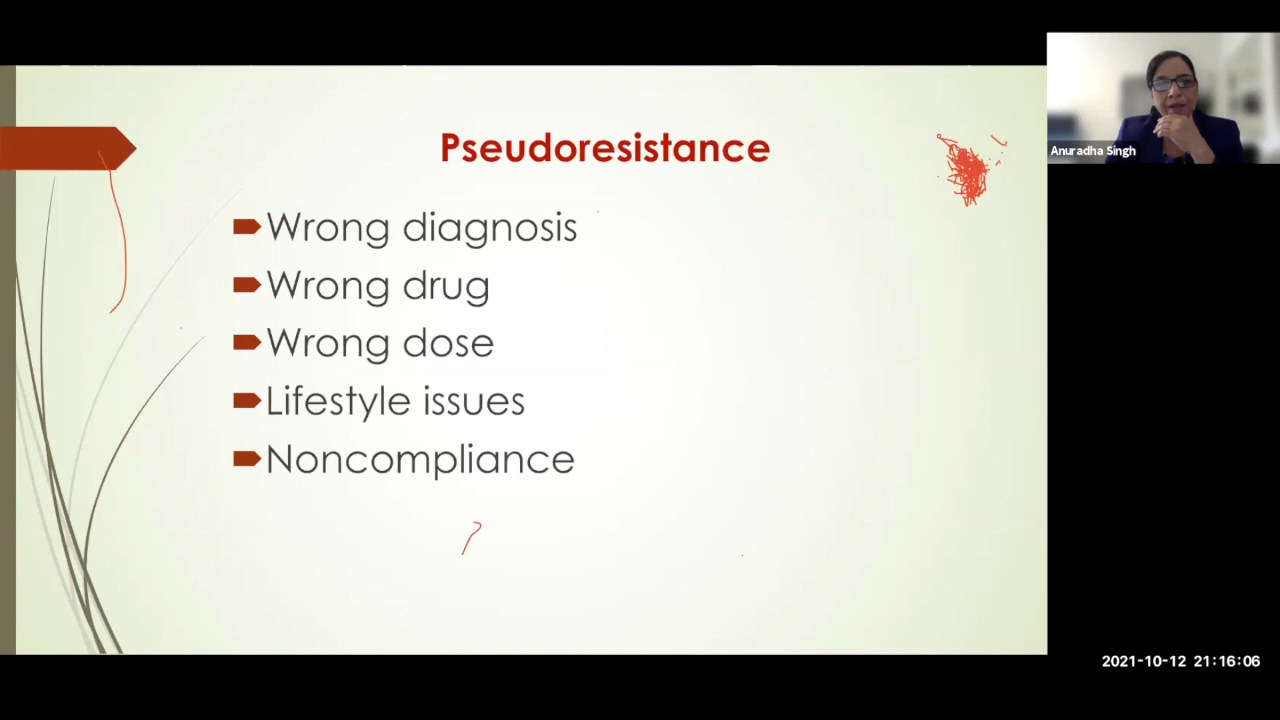 Pseudoresistance
Wrong diagnosis
Wrong drug
Wrong dose
Lifestyle issues
Noncompliance
Anuradha Singh
2021-10-12 21:16:06